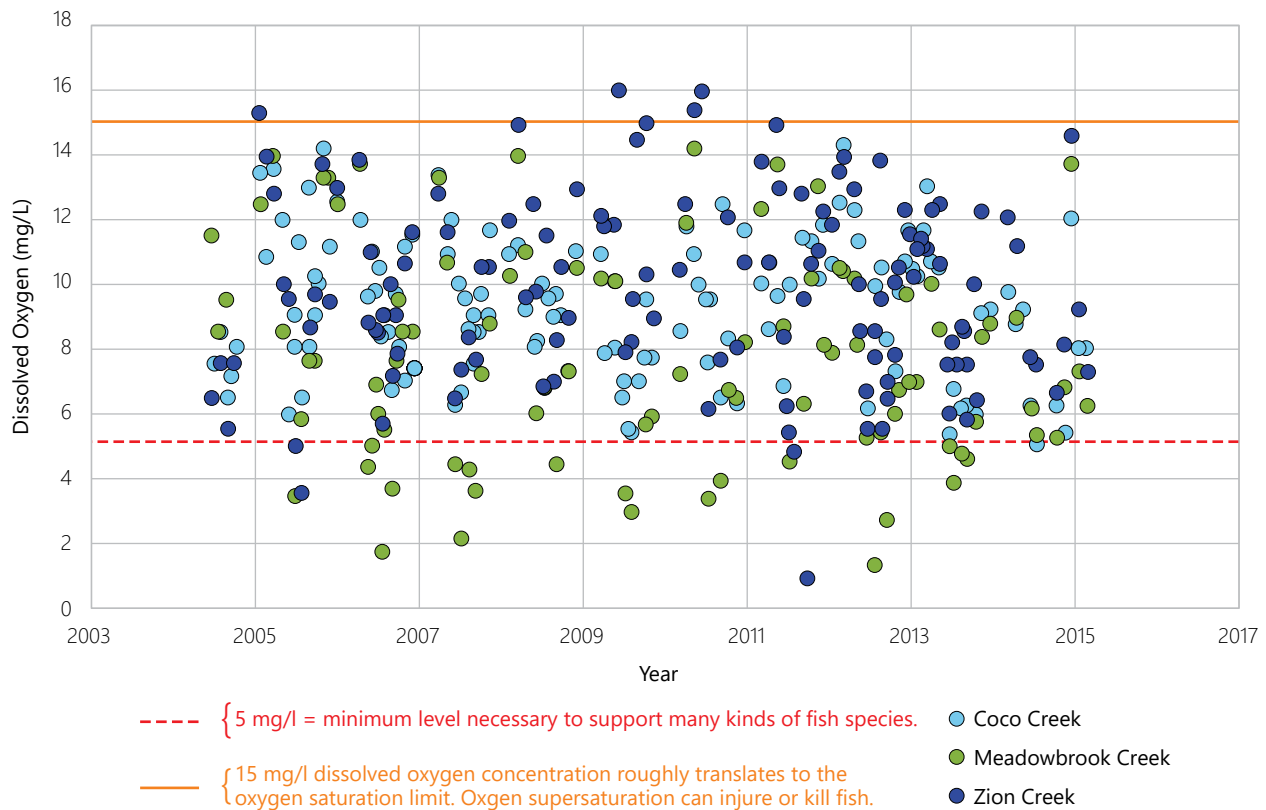 18
16
14
12
10
8
6
4
2
0
Dissolved Oxygen (mg/L)
2003 2005 2007 2009 2011 2013 2015 2017
Year
5 mg/l = minimum level necessary to support many kinds of fish species.
15 mg/l dissolved oxygen concentration roughly translates to the
oxygen saturation limit. Oxgen supersaturation can injure or kill fish.
Coco Creek
Meadowbrook Creek
Zion Creek